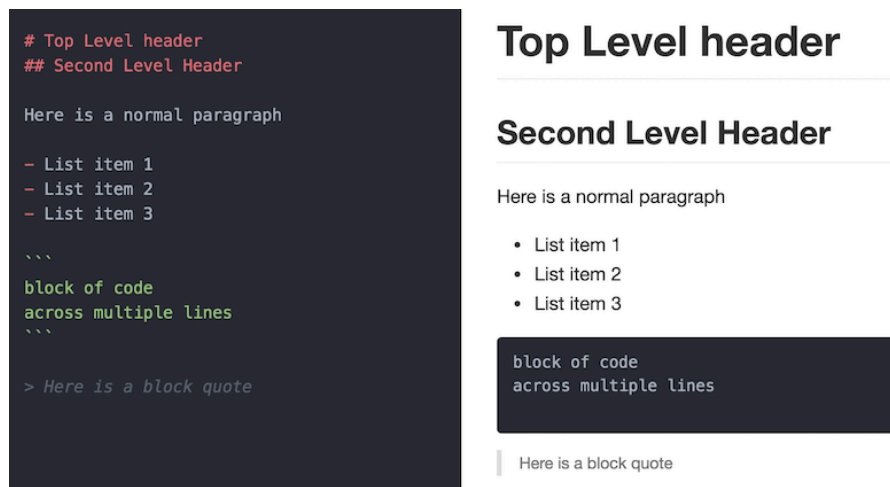 # Top Level header
## Second Level Header
Here is a normal paragraph
- List item 1
- List item 2
- List item 3
```
block of code
across multiple lines
```
> Here is a block quote
Top Level header
Second Level Header
Here is a normal paragraph
• List item 1
• List item 2
• List item 3
block of code
across multiple lines
Here is a block quote